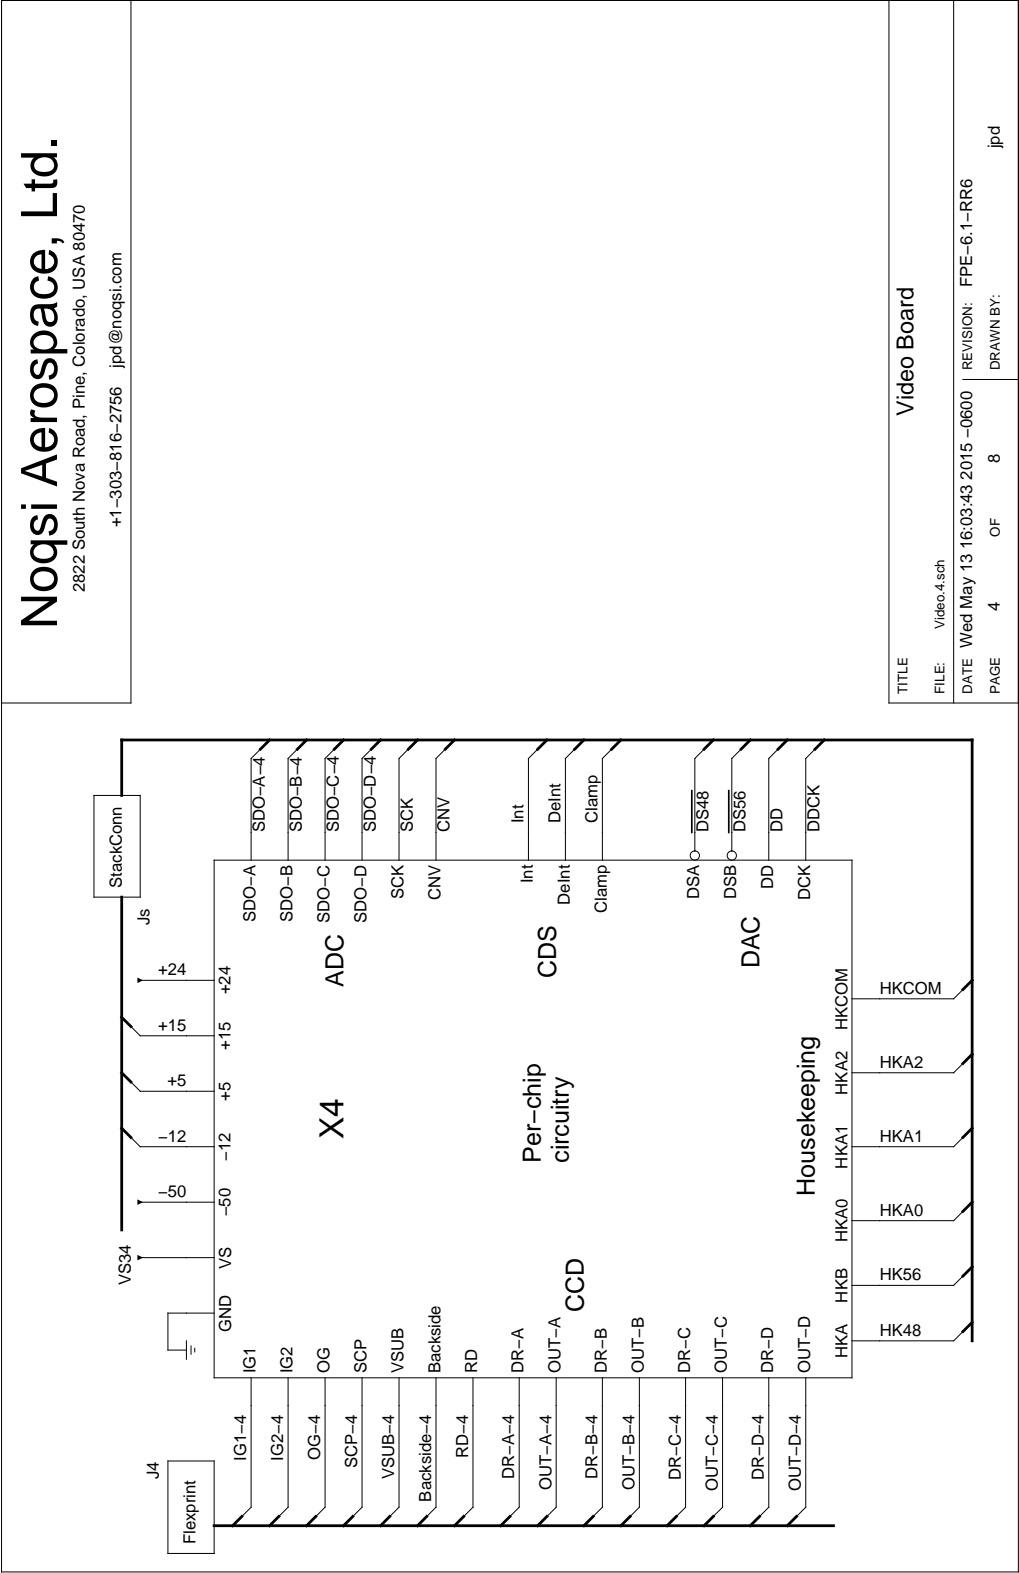 Noqsi Aerospace, Ltd.
2822 South Nova Road, Pine, Colorado, USA 80470
+1−303−816−2756 jpd@noqsi.com
J4
Flexprint
IG1−4
IG2−4
OG−4
SCP−4
VSUB−4
Backside−4
RD−4
DR−A−4
OUT−A−4
DR−B−4
OUT−B−4
DR−C−4
OUT−C−4
DR−D−4
OUT−D−4
IG1
IG2
OG
SCP
VSUB
Backside
RD
DR−A
OUT−A
DR−B
OUT−B
DR−C
OUT−C
DR−D
OUT−D
CCD
VS34
−50
−12
+5
+15
+24
GND
VS
−50
−12
+5
+15
+24
Js
StackConn
X4
Per−chip
circuitry
ADC
CDS
DAC
Housekeeping
SDO−A
SDO−B
SDO−C
SDO−D
SCK
CNV
Int
DeInt
Clamp
DSA
DSB
DD
DCK
SDO−A−4
SDO−B−4
SDO−C−4
SDO−D−4
SCK
CNV
Int
DeInt
Clamp
DS48
DS56
DD
DDCK
HKA
HKB
HKA0
HKA1
HKA2
HKCOM
HK48
HK56
HKA0
HKA1
HKA2
HKCOM
TITLE
Video Board
FILE: Video.4.sch
DATE Wed May 13 16:03:43 2015 −0600
REVISION: FPE−6.1−RR6
PAGE 4 OF 8
DRAWN BY: jpd